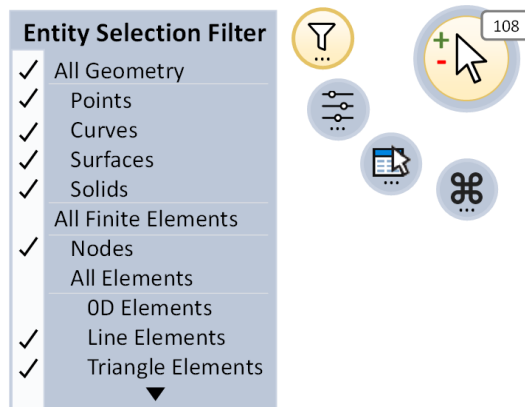 Entity Selection Filter
All Geometry
Points
Curves
Surfaces
Solids
All Finite Elements
Nodes
All Elements
0D Elements
Line Elements
Triangle Elements
108